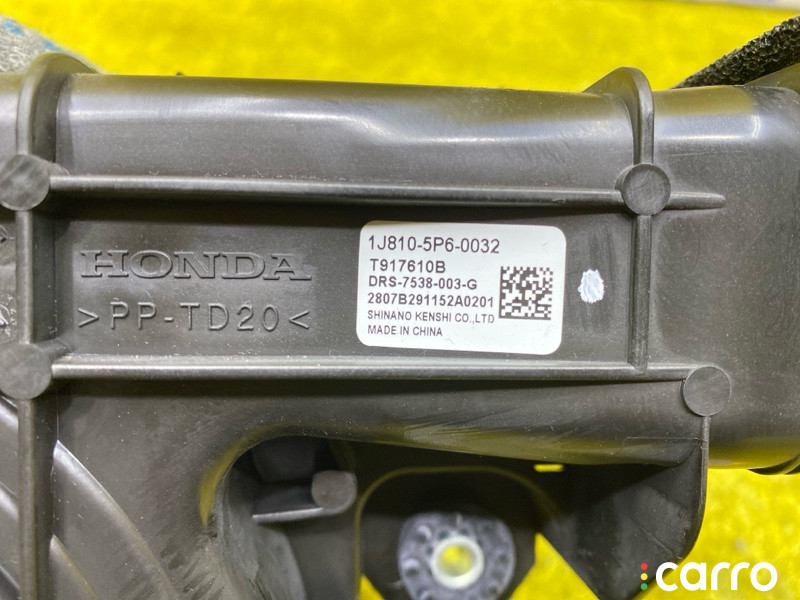 HONDA
>PP-TD20<
1J810-5P6-0032
T917610B
DRS-7538-003-G
2807B291152A0201
SHINANO KENSHI CO.,LTD
MADE IN CHINA
carro